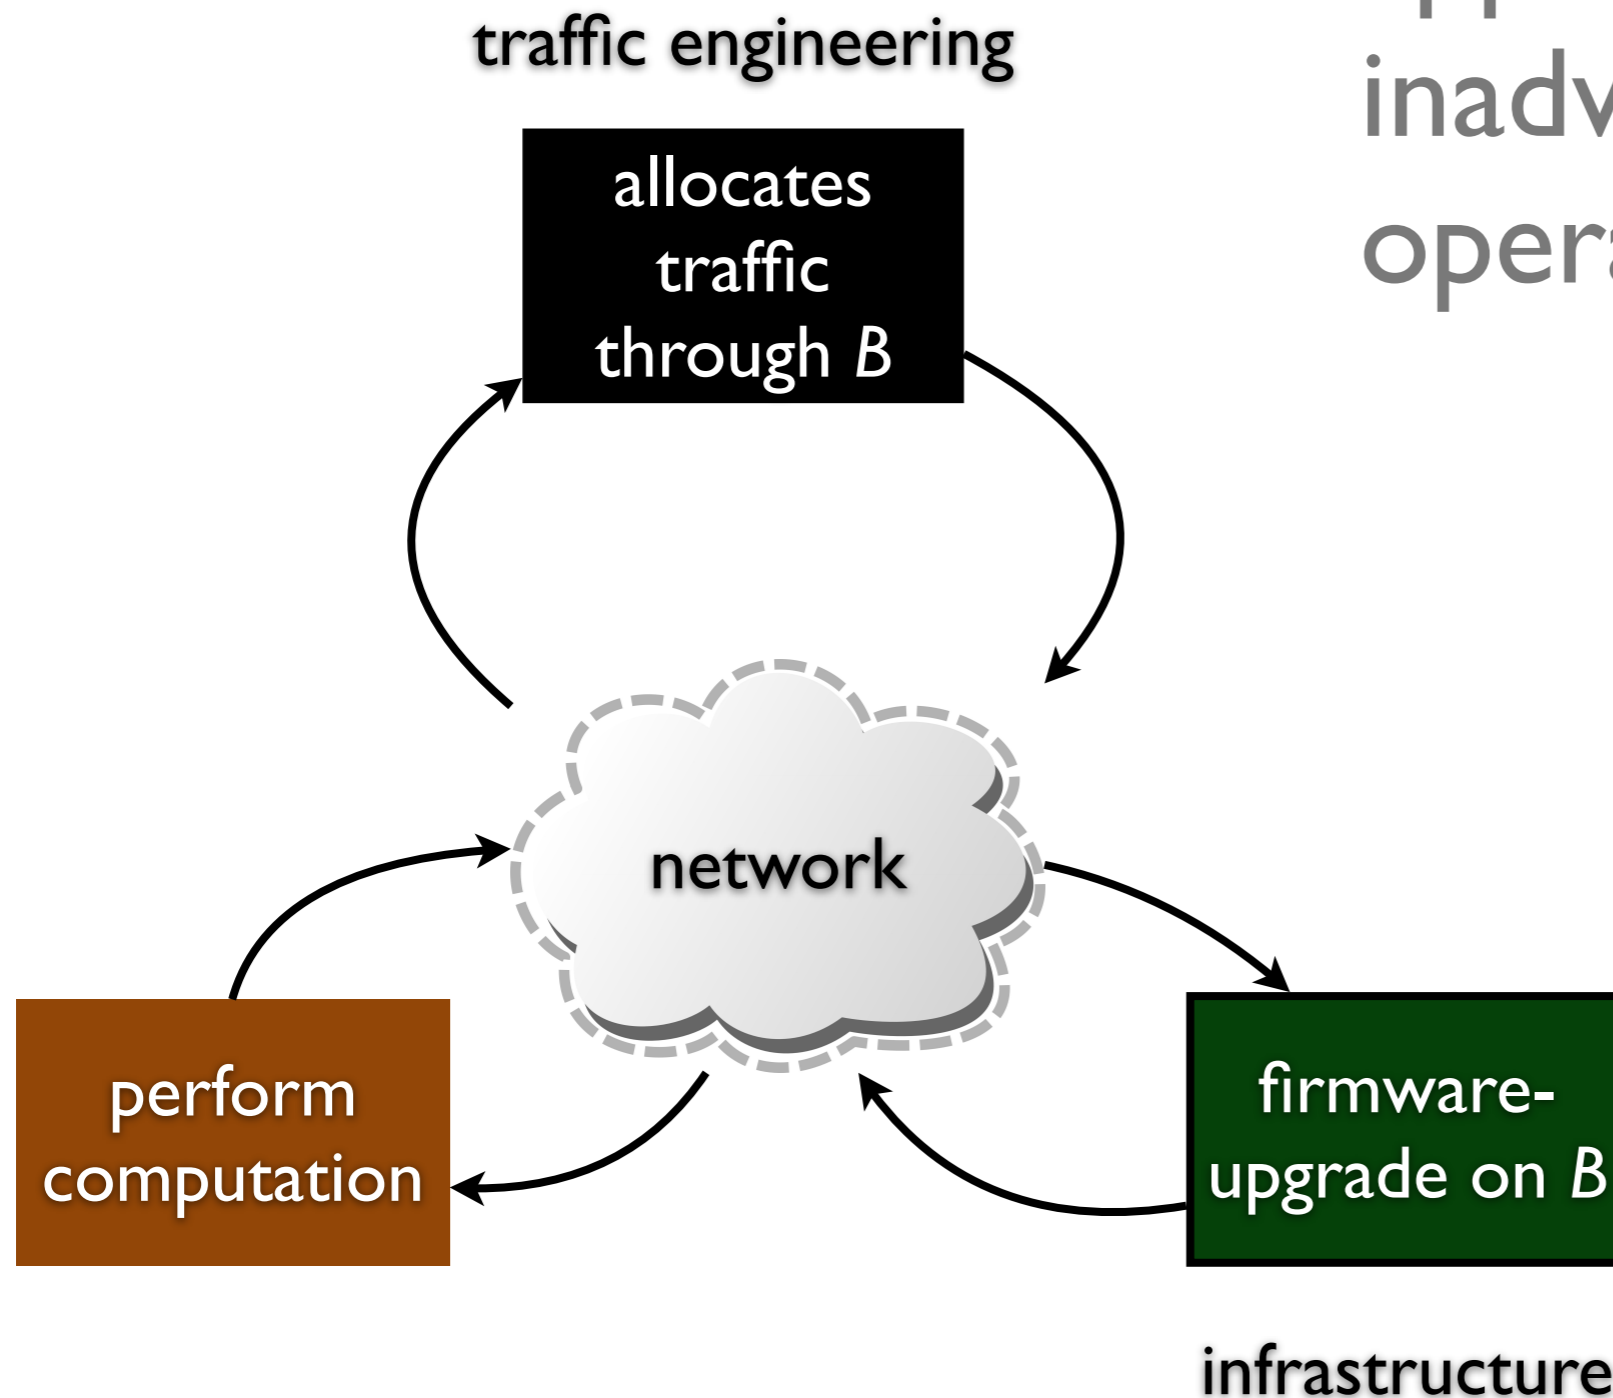 traffic engineering
allocates
traffic
through B
network
perform
computation
firmware-
upgrade on B
infrastructure